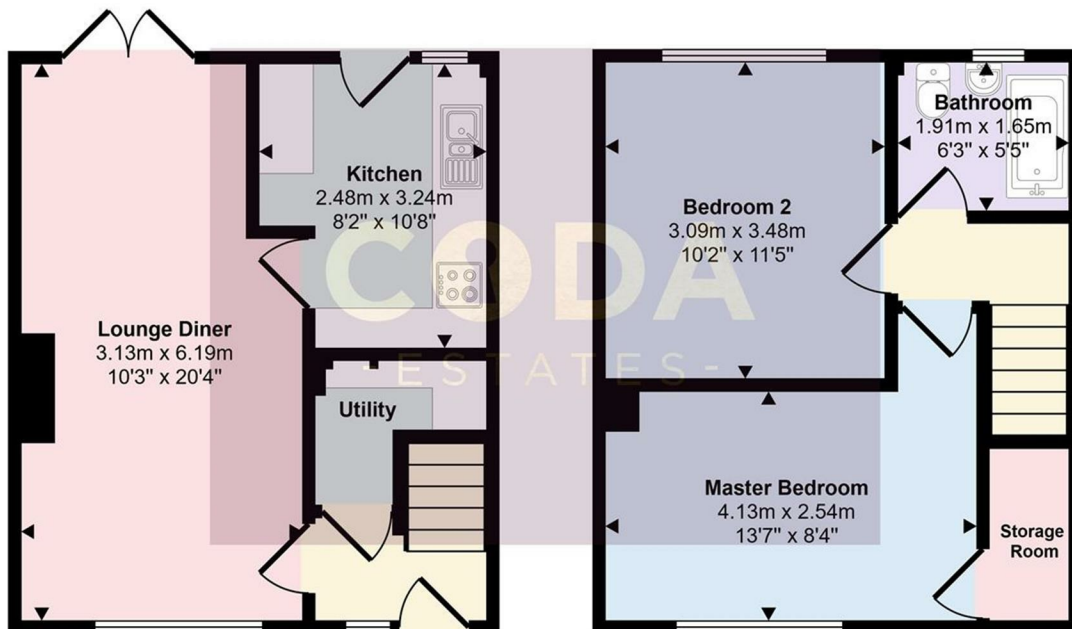 Lounge Diner
3.13m x 6.19m
10'3" x 20'4"
Kitchen
2.48m x 3.24m
8'2" x 10'8"
Utility
Bedroom 2
3.09m x 3.48m
10'2" x 11'5"
Bathroom
1.91m x 1.65m
6'3" x 5'5"
Master Bedroom
4.13m x 2.54m
13'7" x 8'4"
Storage
Room
CODA
-ESTATES-